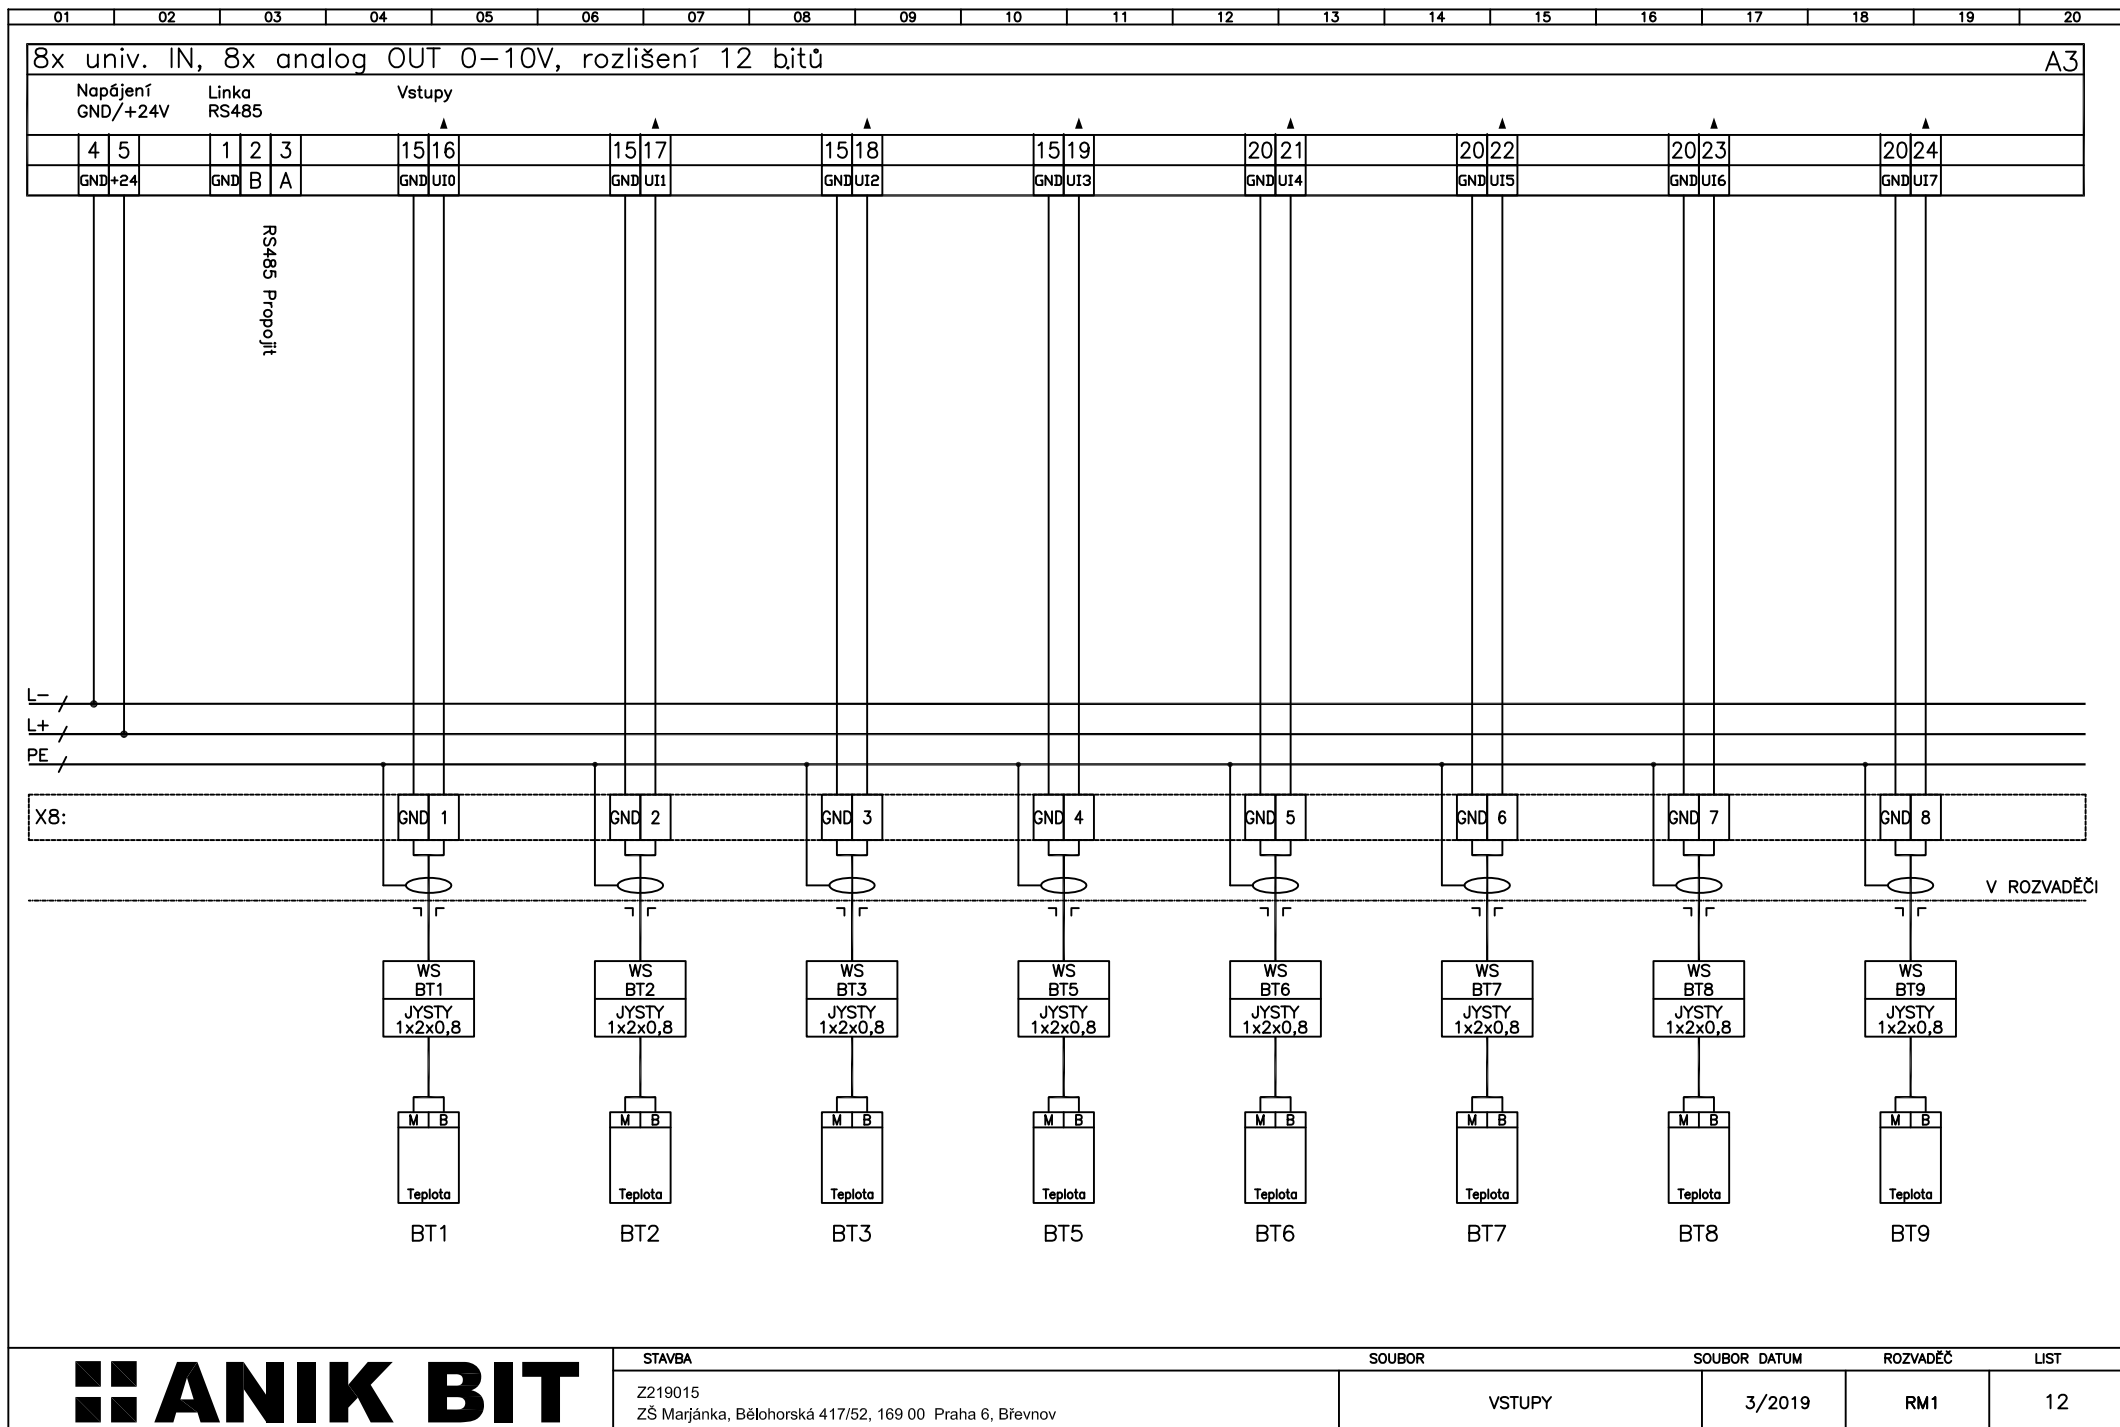 01 02 03 04 05 06 07 08 09 10 11 12 13 14 15 16 17 18 19 20
8x univ. IN, 8x analog OUT 0-10V, rozlišení 12 bitů A3
Napájení Linka Vstupy
GND/+24V RS485
4 5 1 2 3 15 16 15 17 15 18 15 19 20 21 20 22 20 23 20 24
GND +24 GND B A GND UI0 GND UI1 GND UI2 GND UI3 GND UI4 GND UI5 GND UI6 GND UI7
RS485 Propojit
L-
L+
PE
X8: GND 1 GND 2 GND 3 GND 4 GND 5 GND 6 GND 7 GND 8
V ROZVADĚČI
WS WS WS WS WS WS WS WS
BT1 BT2 BT3 BT5 BT6 BT7 BT8 BT9
JYSTY JYSTY JYSTY JYSTY JYSTY JYSTY JYSTY JYSTY
1x2x0,8 1x2x0,8 1x2x0,8 1x2x0,8 1x2x0,8 1x2x0,8 1x2x0,8 1x2x0,8
M B M B M B M B M B M B M B M B
Teplota Teplota Teplota Teplota Teplota Teplota Teplota Teplota
BT1 BT2 BT3 BT5 BT6 BT7 BT8 BT9
ANIK BIT
STAVBA SOUBOR SOUBOR DATUM ROZVADĚČ LIST
Z219015
ZŠ Marjánka, Bělohorská 417/52, 169 00 Praha 6, Břevnov
VSTUPY 3/2019 RM1 12